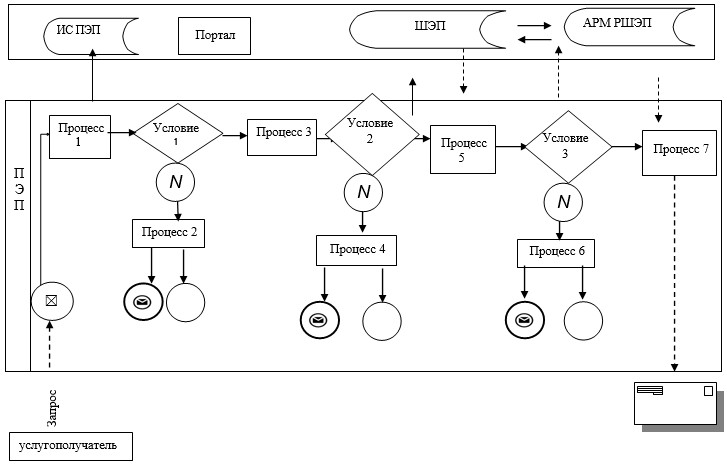 ИС ПЭП
Портал
ШЭП
АРМ РШЭП
ПЭП
Процесс
1
Условие
1
Процесс 3
Условие
2
Процесс
5
Условие
3
Процесс 7
N
N
N
Процесс 2
Процесс 4
Процесс 6
Запрос
услугополучатель